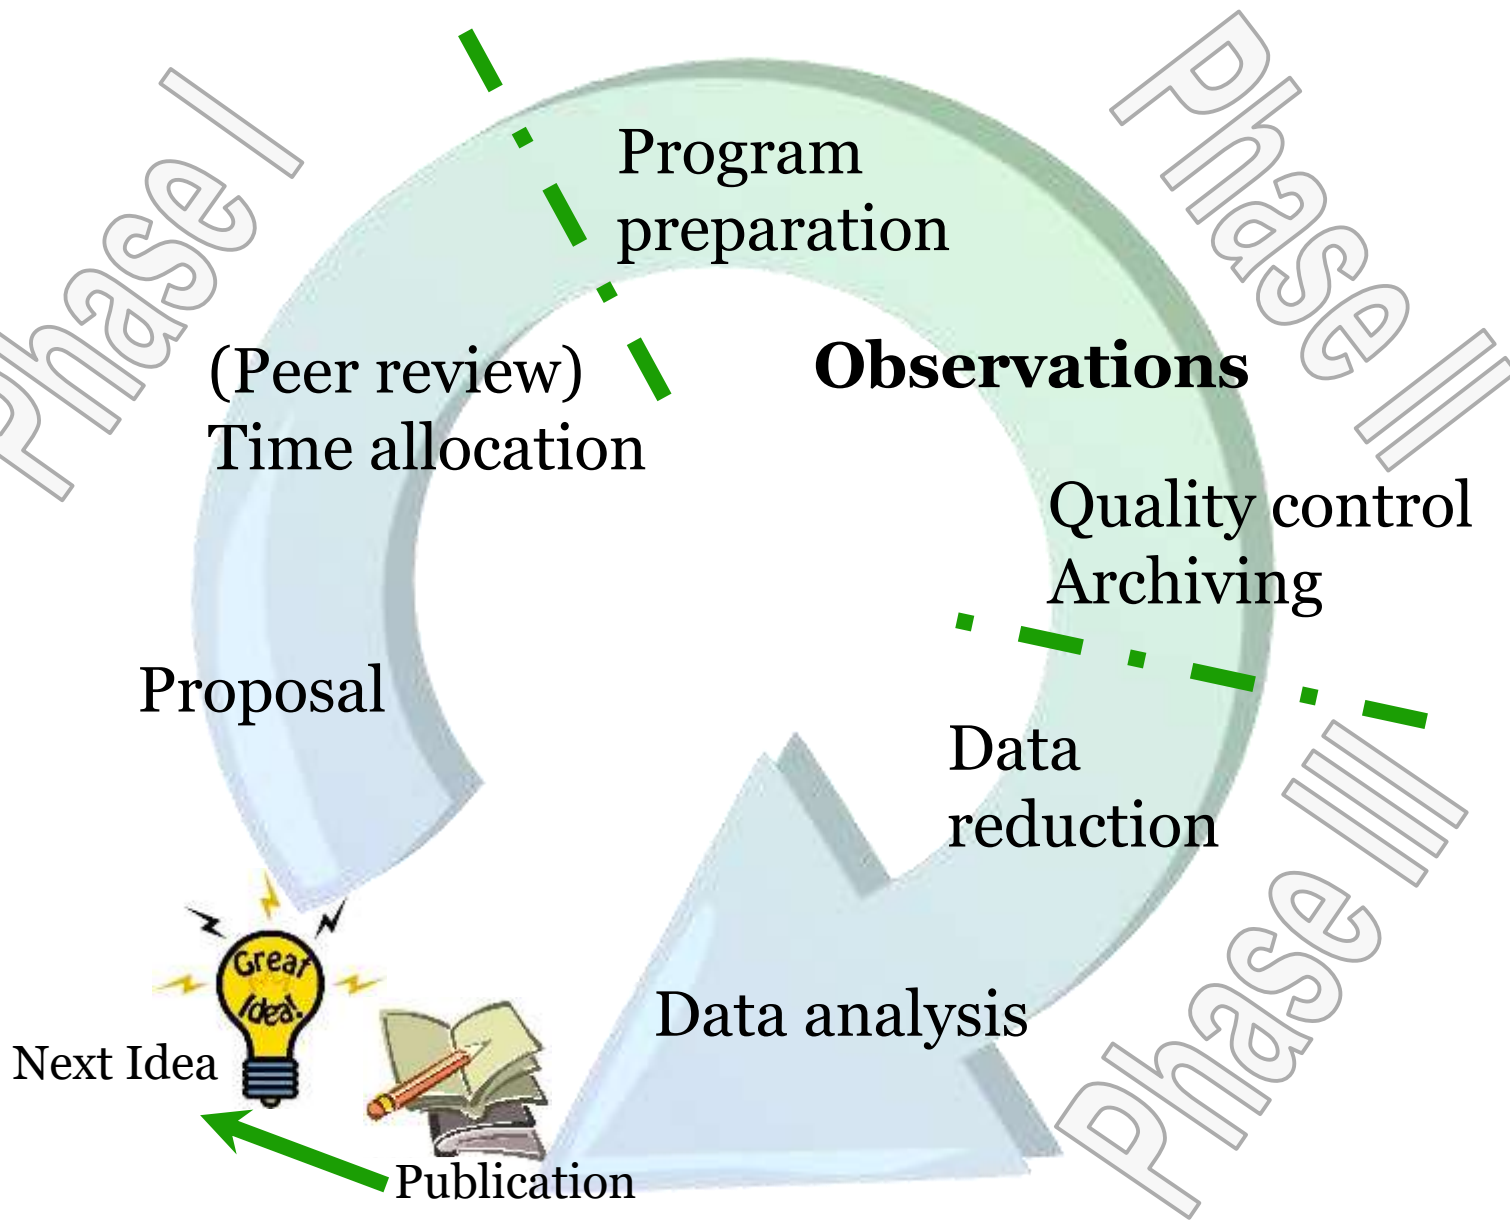 Phase I
Phase II
Program
preparation
(Peer review)
Time allocation
Observations
Quality control
Archiving
Proposal
Data
reduction
Phase III
Great
Idea!
Data analysis
Next Idea
Publication